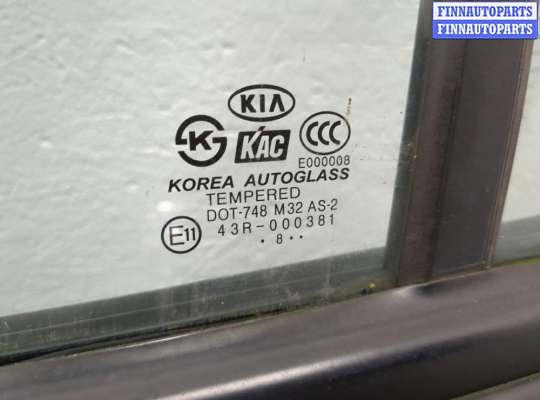 FINNAUTOPARTS
FINNAUTOPARTS
KIA
K KAC CCC
E000008
KOREA AUTOGLASS
TEMPERED
DOT-748 M32 AS-2
E11 43R-000381
. 8 . .